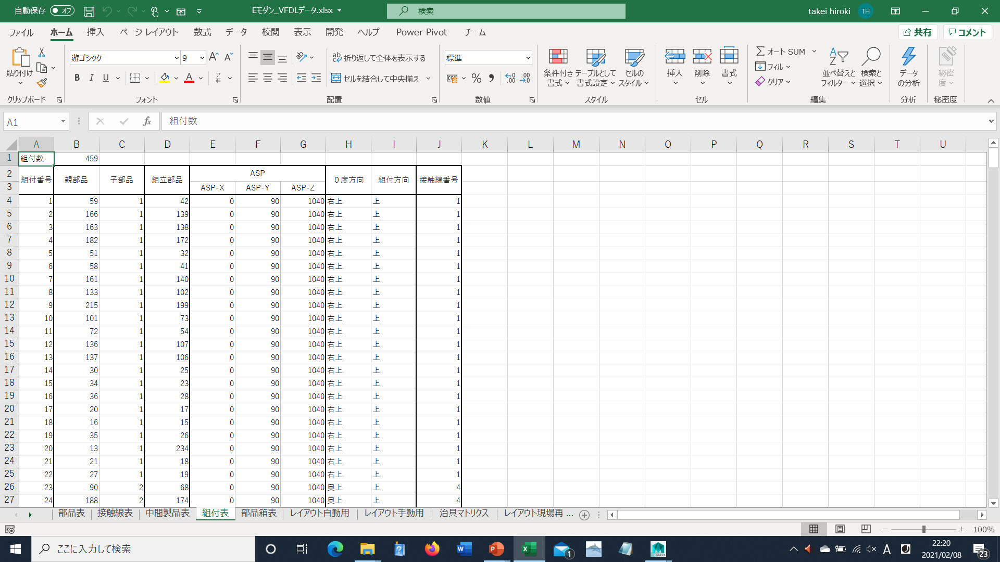 自動保存 オフ Eモダン_VFDLデータ.xlsx 検索 takei hiroki TH
ファイル ホーム 挿入 ページ レイアウト 数式 データ 校閲 表示 開発 ヘルプ Power Pivot チーム 共有 コメント
貼り付け 游ゴシック 9 折り返して全体を表示する 標準 条件付き書式 テーブルとして書式設定 セルのスタイル 挿入 削除 書式 オート SUM フィル クリア 並べ替えとフィルター 検索と選択 データの分析 秘密度
B I U A セルを結合して中央揃え
クリップボード フォント 配置 数値 スタイル セル 編集 分析 秘密度
A1 fx 組付数
A B C D E F G H I J K L M N O P Q R S T U
1 組付数 459
2 組付番号 親部品 子部品 組立部品 ASP 0度方向 組付方向 接触線番号
3 ASP-X ASP-Y ASP-Z
4 1 59 1 42 0 90 1040 右上 上 1
5 2 166 1 139 0 90 1040 右上 上 1
6 3 163 1 138 0 90 1040 右上 上 1
7 4 182 1 172 0 90 1040 右上 上 1
8 5 51 1 32 0 90 1040 右上 上 1
9 6 58 1 41 0 90 1040 右上 上 1
10 7 161 1 140 0 90 1040 右上 上 1
11 8 133 1 102 0 90 1040 右上 上 1
12 9 215 1 199 0 90 1040 右上 上 1
13 10 101 1 73 0 90 1040 右上 上 1
14 11 72 1 54 0 90 1040 右上 上 1
15 12 136 1 107 0 90 1040 右上 上 1
16 13 137 1 106 0 90 1040 右上 上 1
17 14 30 1 25 0 90 1040 右上 上 1
18 15 34 1 23 0 90 1040 右上 上 1
19 16 36 1 28 0 90 1040 右上 上 1
20 17 20 1 17 0 90 1040 右上 上 1
21 18 16 1 15 0 90 1040 右上 上 1
22 19 35 1 26 0 90 1040 右上 上 1
23 20 13 1 234 0 90 1040 右上 上 1
24 21 21 1 18 0 90 1040 右上 上 1
25 22 27 1 19 0 90 1040 右上 上 1
26 23 90 2 68 0 90 1040 奥上 上 4
27 24 188 2 174 0 90 1040 奥上 上 4
部品表 接触線表 中間製品表 組付表 部品箱表 レイアウト自動用 レイアウト手動用 治具マトリクス レイアウト現場再 ...
100%
ここに入力して検索 1 A 22:20
2021/02/08 23